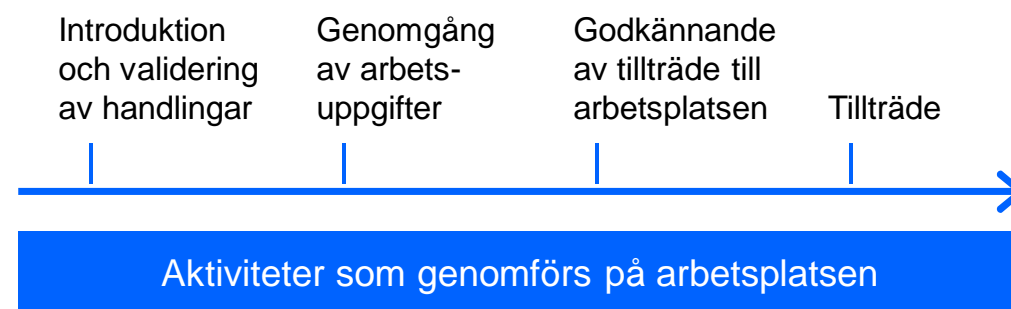 Introduktion
och validering
av handlingar
Genomgång
av arbets-
uppgifter
Godkännande
av tillträde till
arbetsplatsen
Tillträde
Aktiviteter som genomförs på arbetsplatsen